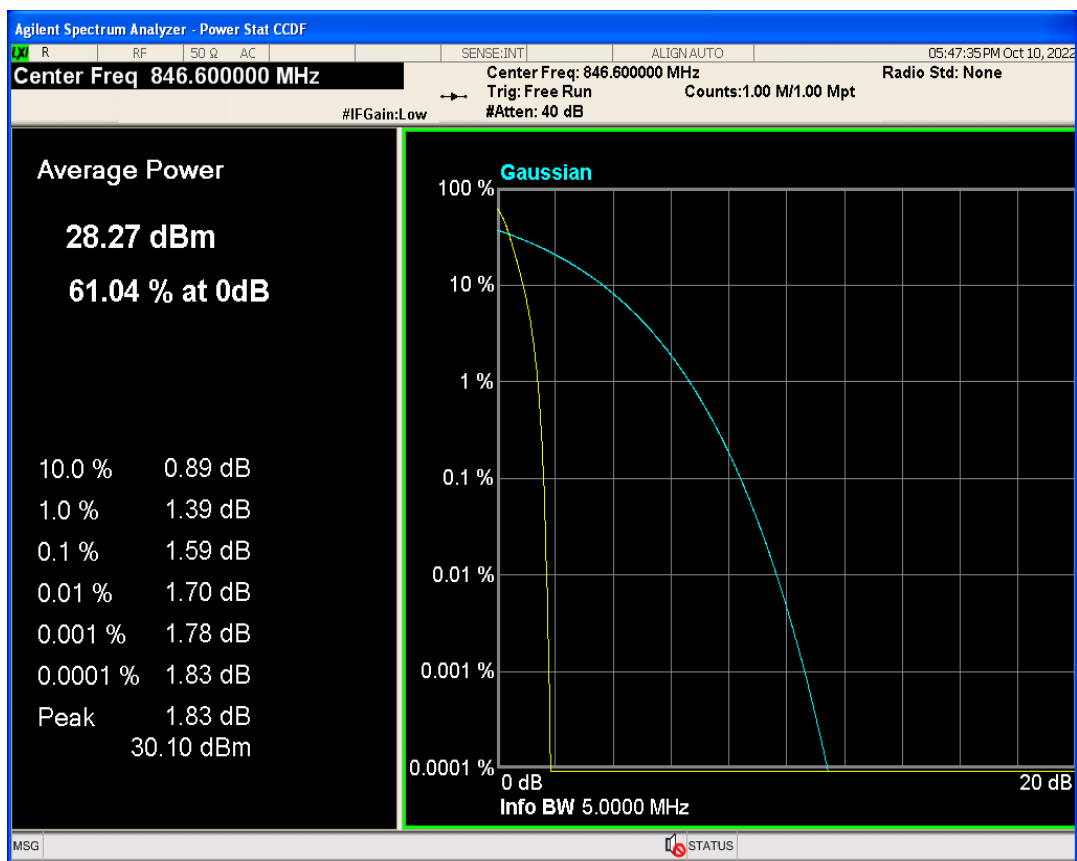 Agilent Spectrum Analyzer - Power Stat CCDF
LXI R RF 50 Ω AC SENSE:INT ALIGN AUTO 05:47:35 PM Oct 10, 2022
Center Freq 846.600000 MHz
Center Freq: 846.600000 MHz Radio Std: None
Trig: Free Run Counts:1.00 M/1.00 Mpt
#IFGain:Low #Atten: 40 dB
Average Power
28.27 dBm
61.04 % at 0dB
10.0 % 0.89 dB
1.0 % 1.39 dB
0.1 % 1.59 dB
0.01 % 1.70 dB
0.001 % 1.78 dB
0.0001 % 1.83 dB
Peak 1.83 dB
30.10 dBm
Gaussian
100 %
10 %
1 %
0.1 %
0.01 %
0.001 %
0.0001 %
0 dB 20 dB
Info BW 5.0000 MHz
MSG STATUS